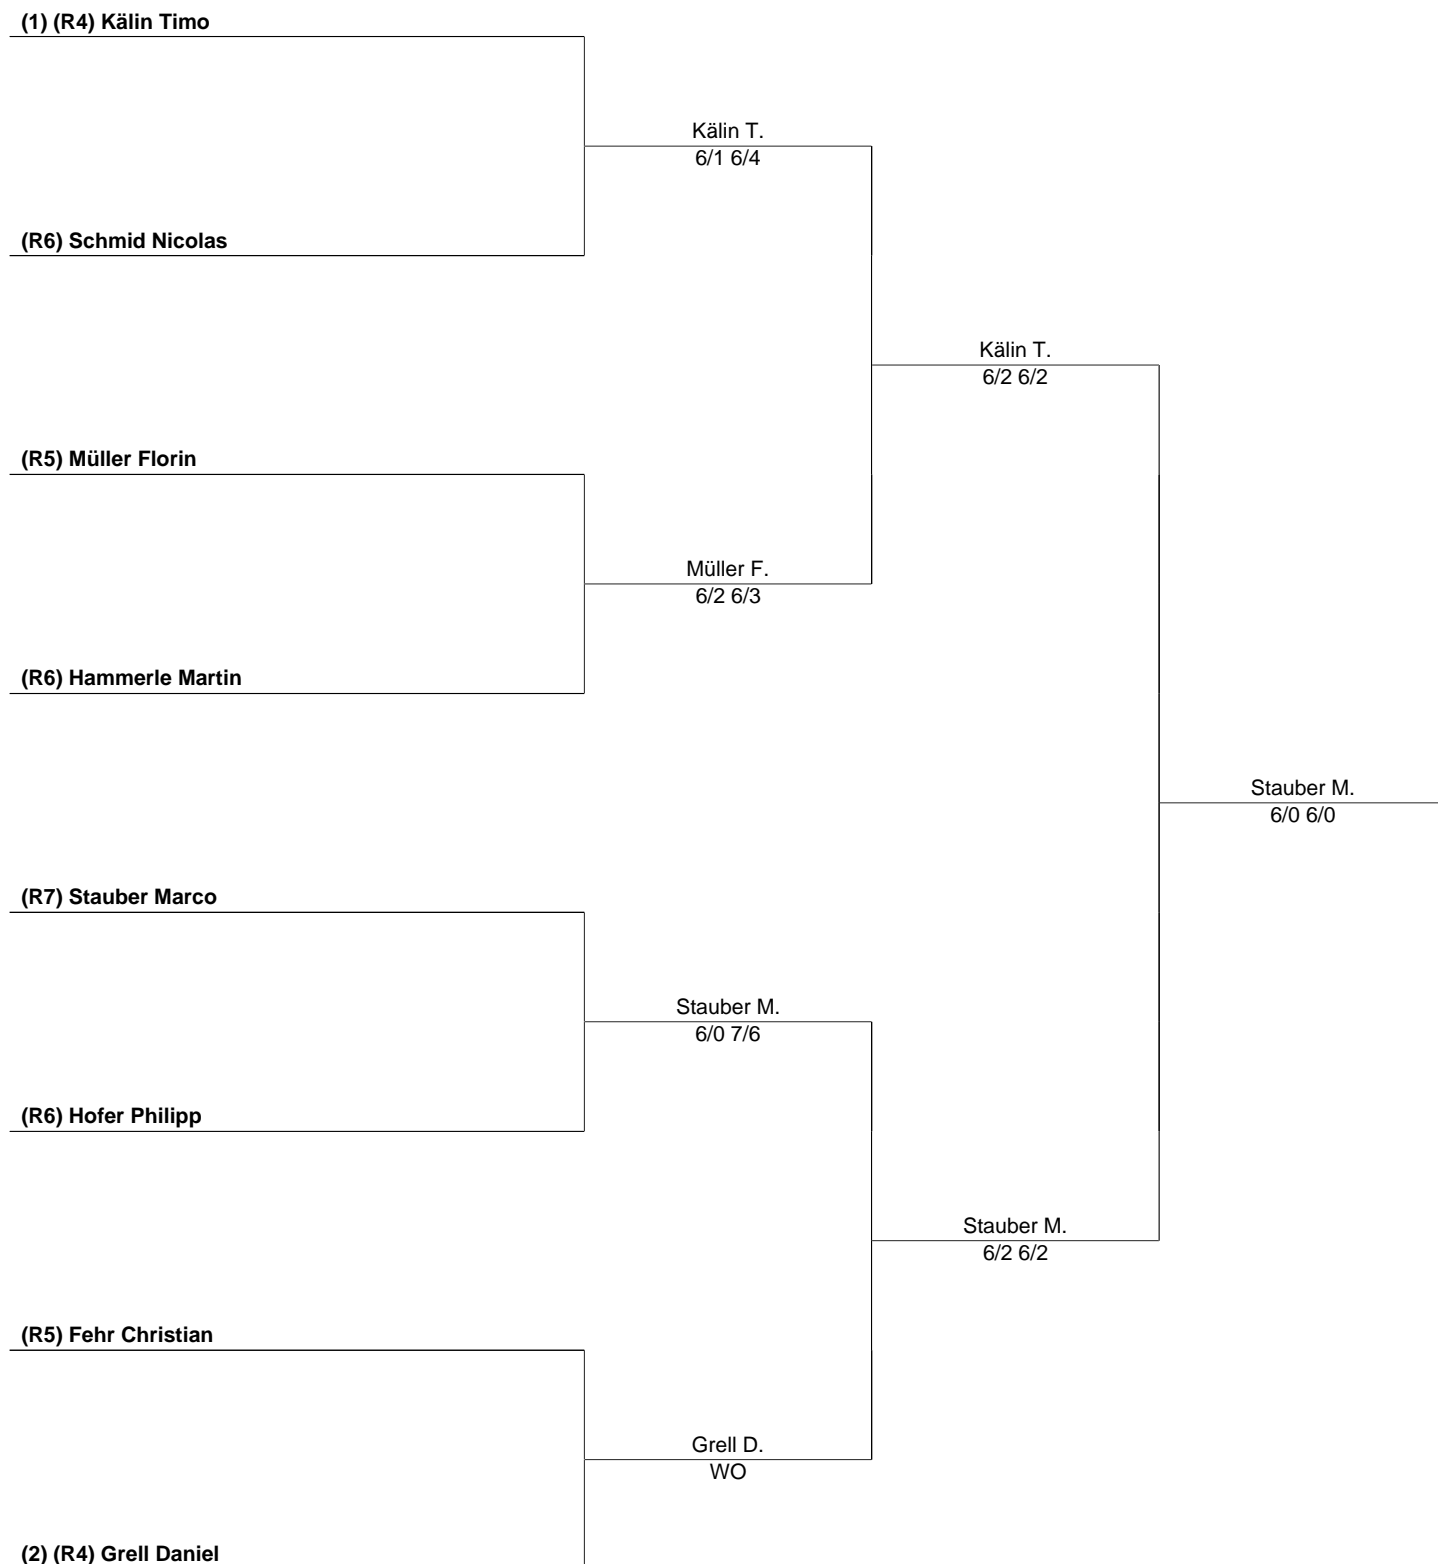 (1) (R4) Kälin Timo
Kälin T.
6/1 6/4
(R6) Schmid Nicolas
Kälin T.
6/2 6/2
(R5) Müller Florin
Müller F.
6/2 6/3
(R6) Hammerle Martin
Stauber M.
6/0 6/0
(R7) Stauber Marco
Stauber M.
6/0 7/6
(R6) Hofer Philipp
Stauber M.
6/2 6/2
(R5) Fehr Christian
Grell D.
WO
(2) (R4) Grell Daniel